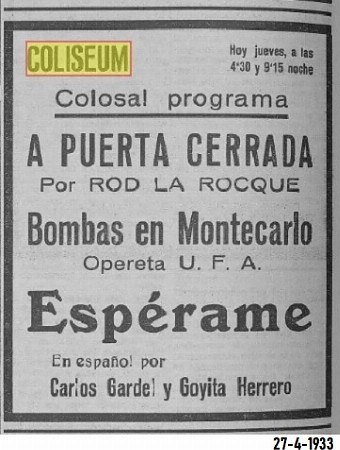 COLISEUM
Hoy jueves, a las
4'30 y 9'15 noche
Colosal programa
A PUERTA CERRADA
Por ROD LA ROCQUE
Bombas en Montecarlo
Opereta U. F. A.
Espérame
En español por
Carlos Gardel y Goyita Herrero
27-4-1933